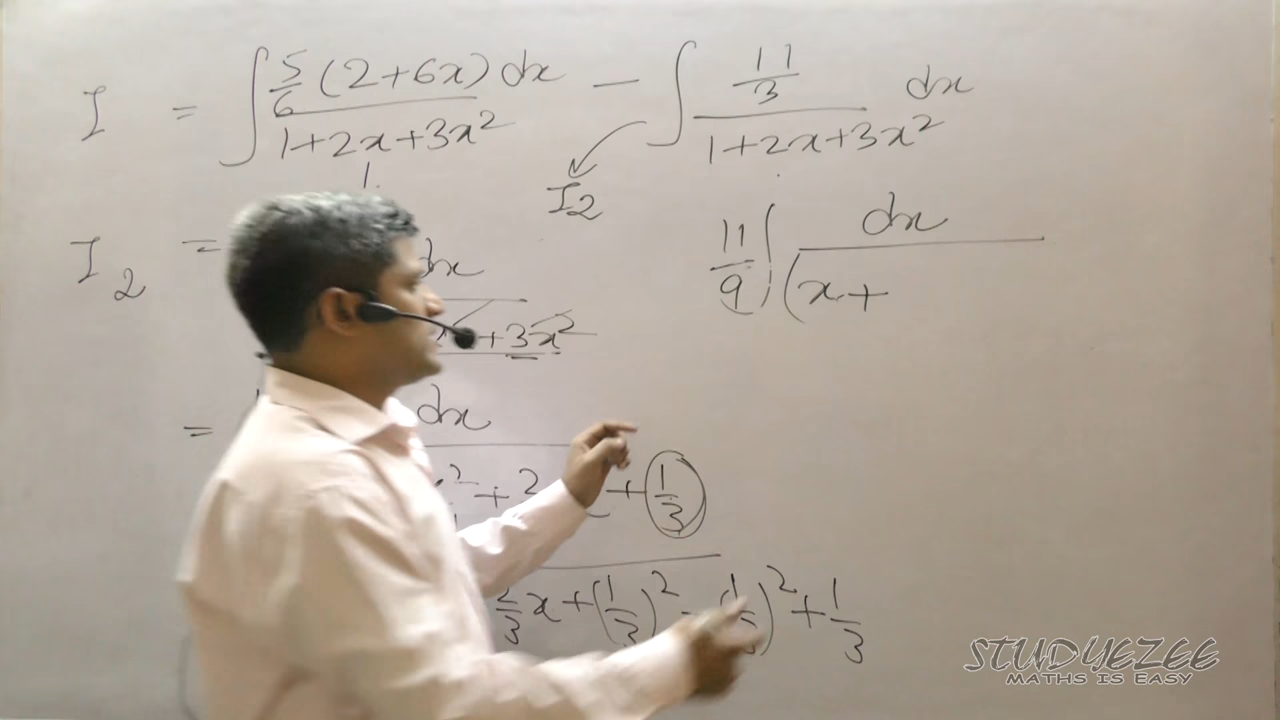 I = ∫ 5/6 (2+6x) dx / 1+2x+3x² − ∫ 11/3 / 1+2x+3x² dx
I2
I2 = dx / + 3x²
11/9 ∫ dx / (x +
= dx / ² + 2 + 1/3
2/3 x + (1/3)² - (1/3)² + 1/3
STUDYEZEE
MATHS IS EASY